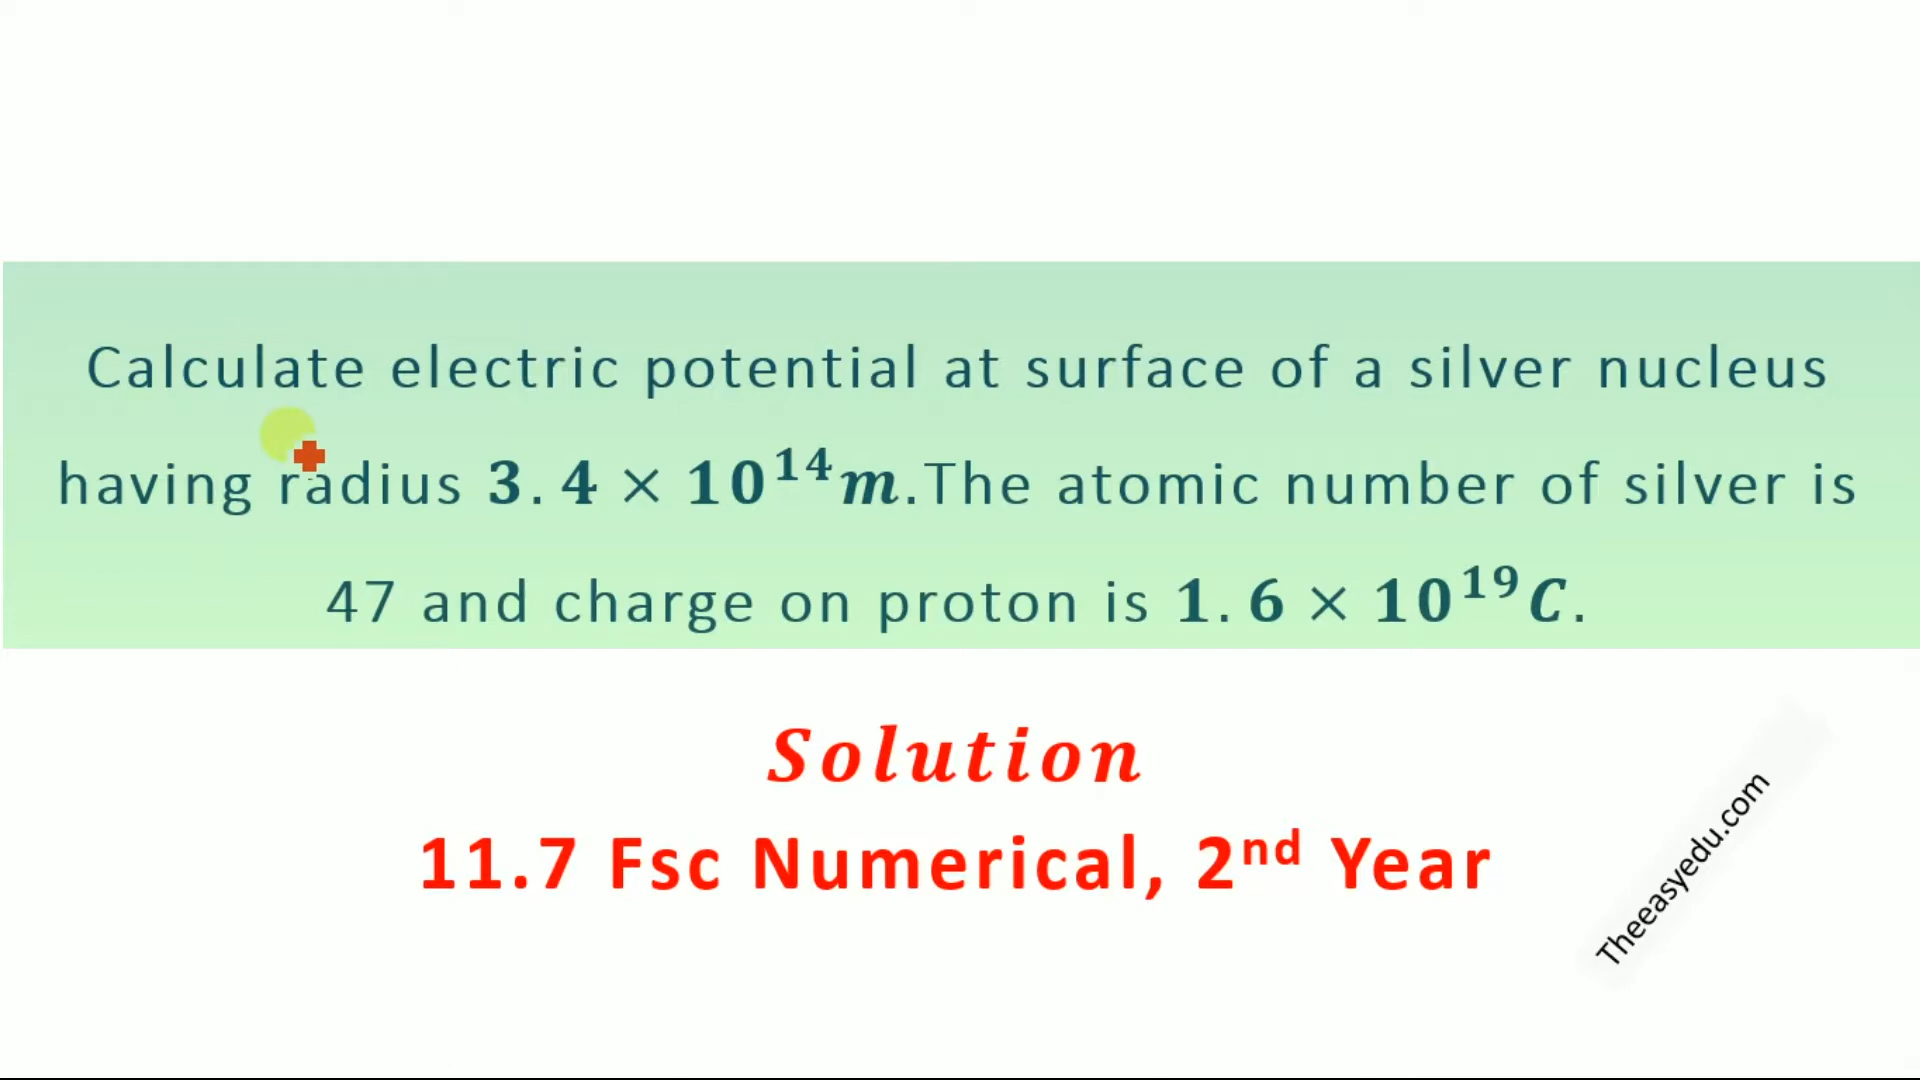 Calculate electric potential at surface of a silver nucleus
having radius 3.4 × 10¹⁴m.The atomic number of silver is
47 and charge on proton is 1.6 × 10¹⁹C.
Solution
11.7 Fsc Numerical, 2ⁿᵈ Year
Theeasyedu.com